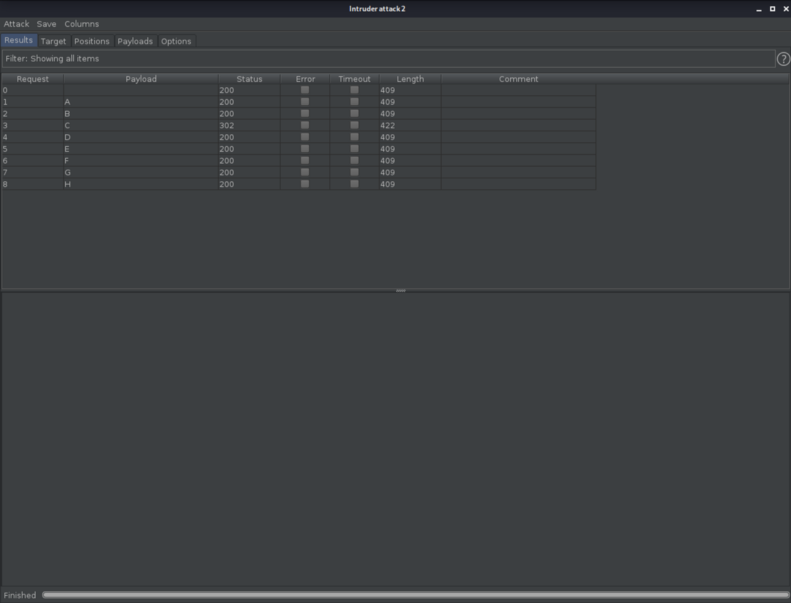 Intruder attack 2
Attack Save Columns
Results Target Positions Payloads Options
Filter: Showing all items ?
Request Payload Status Error Timeout Length Comment
0 200 409
1 A 200 409
2 B 200 409
3 C 302 422
4 D 200 409
5 E 200 409
6 F 200 409
7 G 200 409
8 H 200 409
Finished